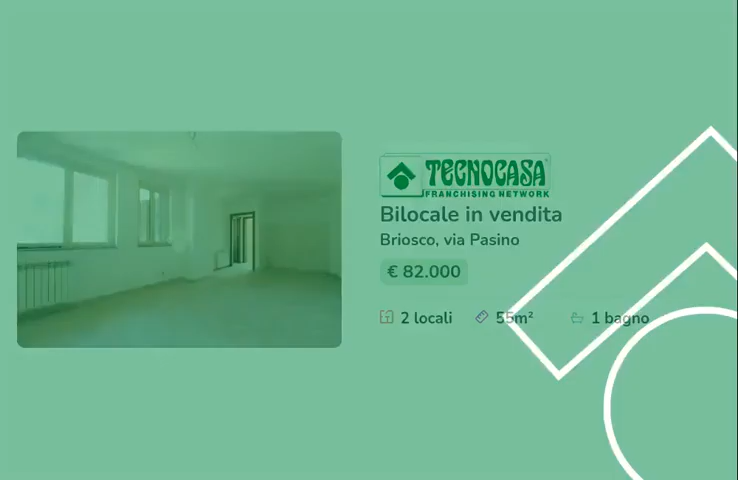 TECNOCASA
FRANCHISING NETWORK
Bilocale in vendita
Briosco, via Pasino
€ 82.000
2 locali 55m² 1 bagno